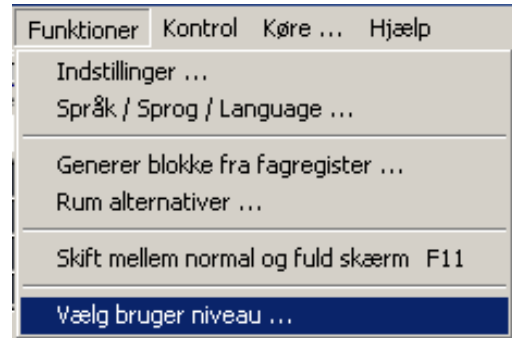 Funktioner Kontrol Køre ... Hjælp
Indstillinger ...
Språk / Sprog / Language ...
Generer blokke fra fagregister ...
Rum alternativer ...
Skift mellem normal og fuld skærm F11
Vælg bruger niveau ...